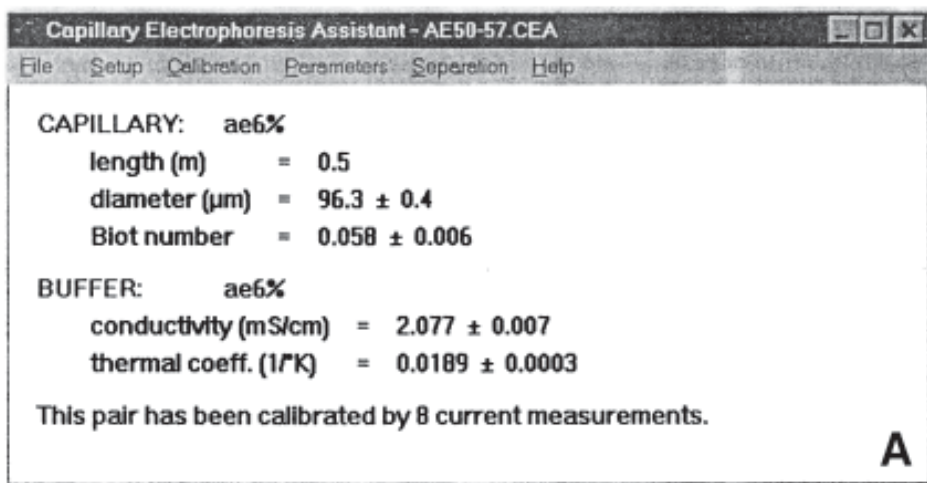 Capillary Electrophoresis Assistant - AE50-57.CEA
File Setup Calibration Parameters Separation Help
CAPILLARY: ae6%
length (m) = 0.5
diameter (µm) = 96.3 ± 0.4
Biot number = 0.058 ± 0.006
BUFFER: ae6%
conductivity (mS/cm) = 2.077 ± 0.007
thermal coeff. (1/°K) = 0.0189 ± 0.0003
This pair has been calibrated by 8 current measurements.
A